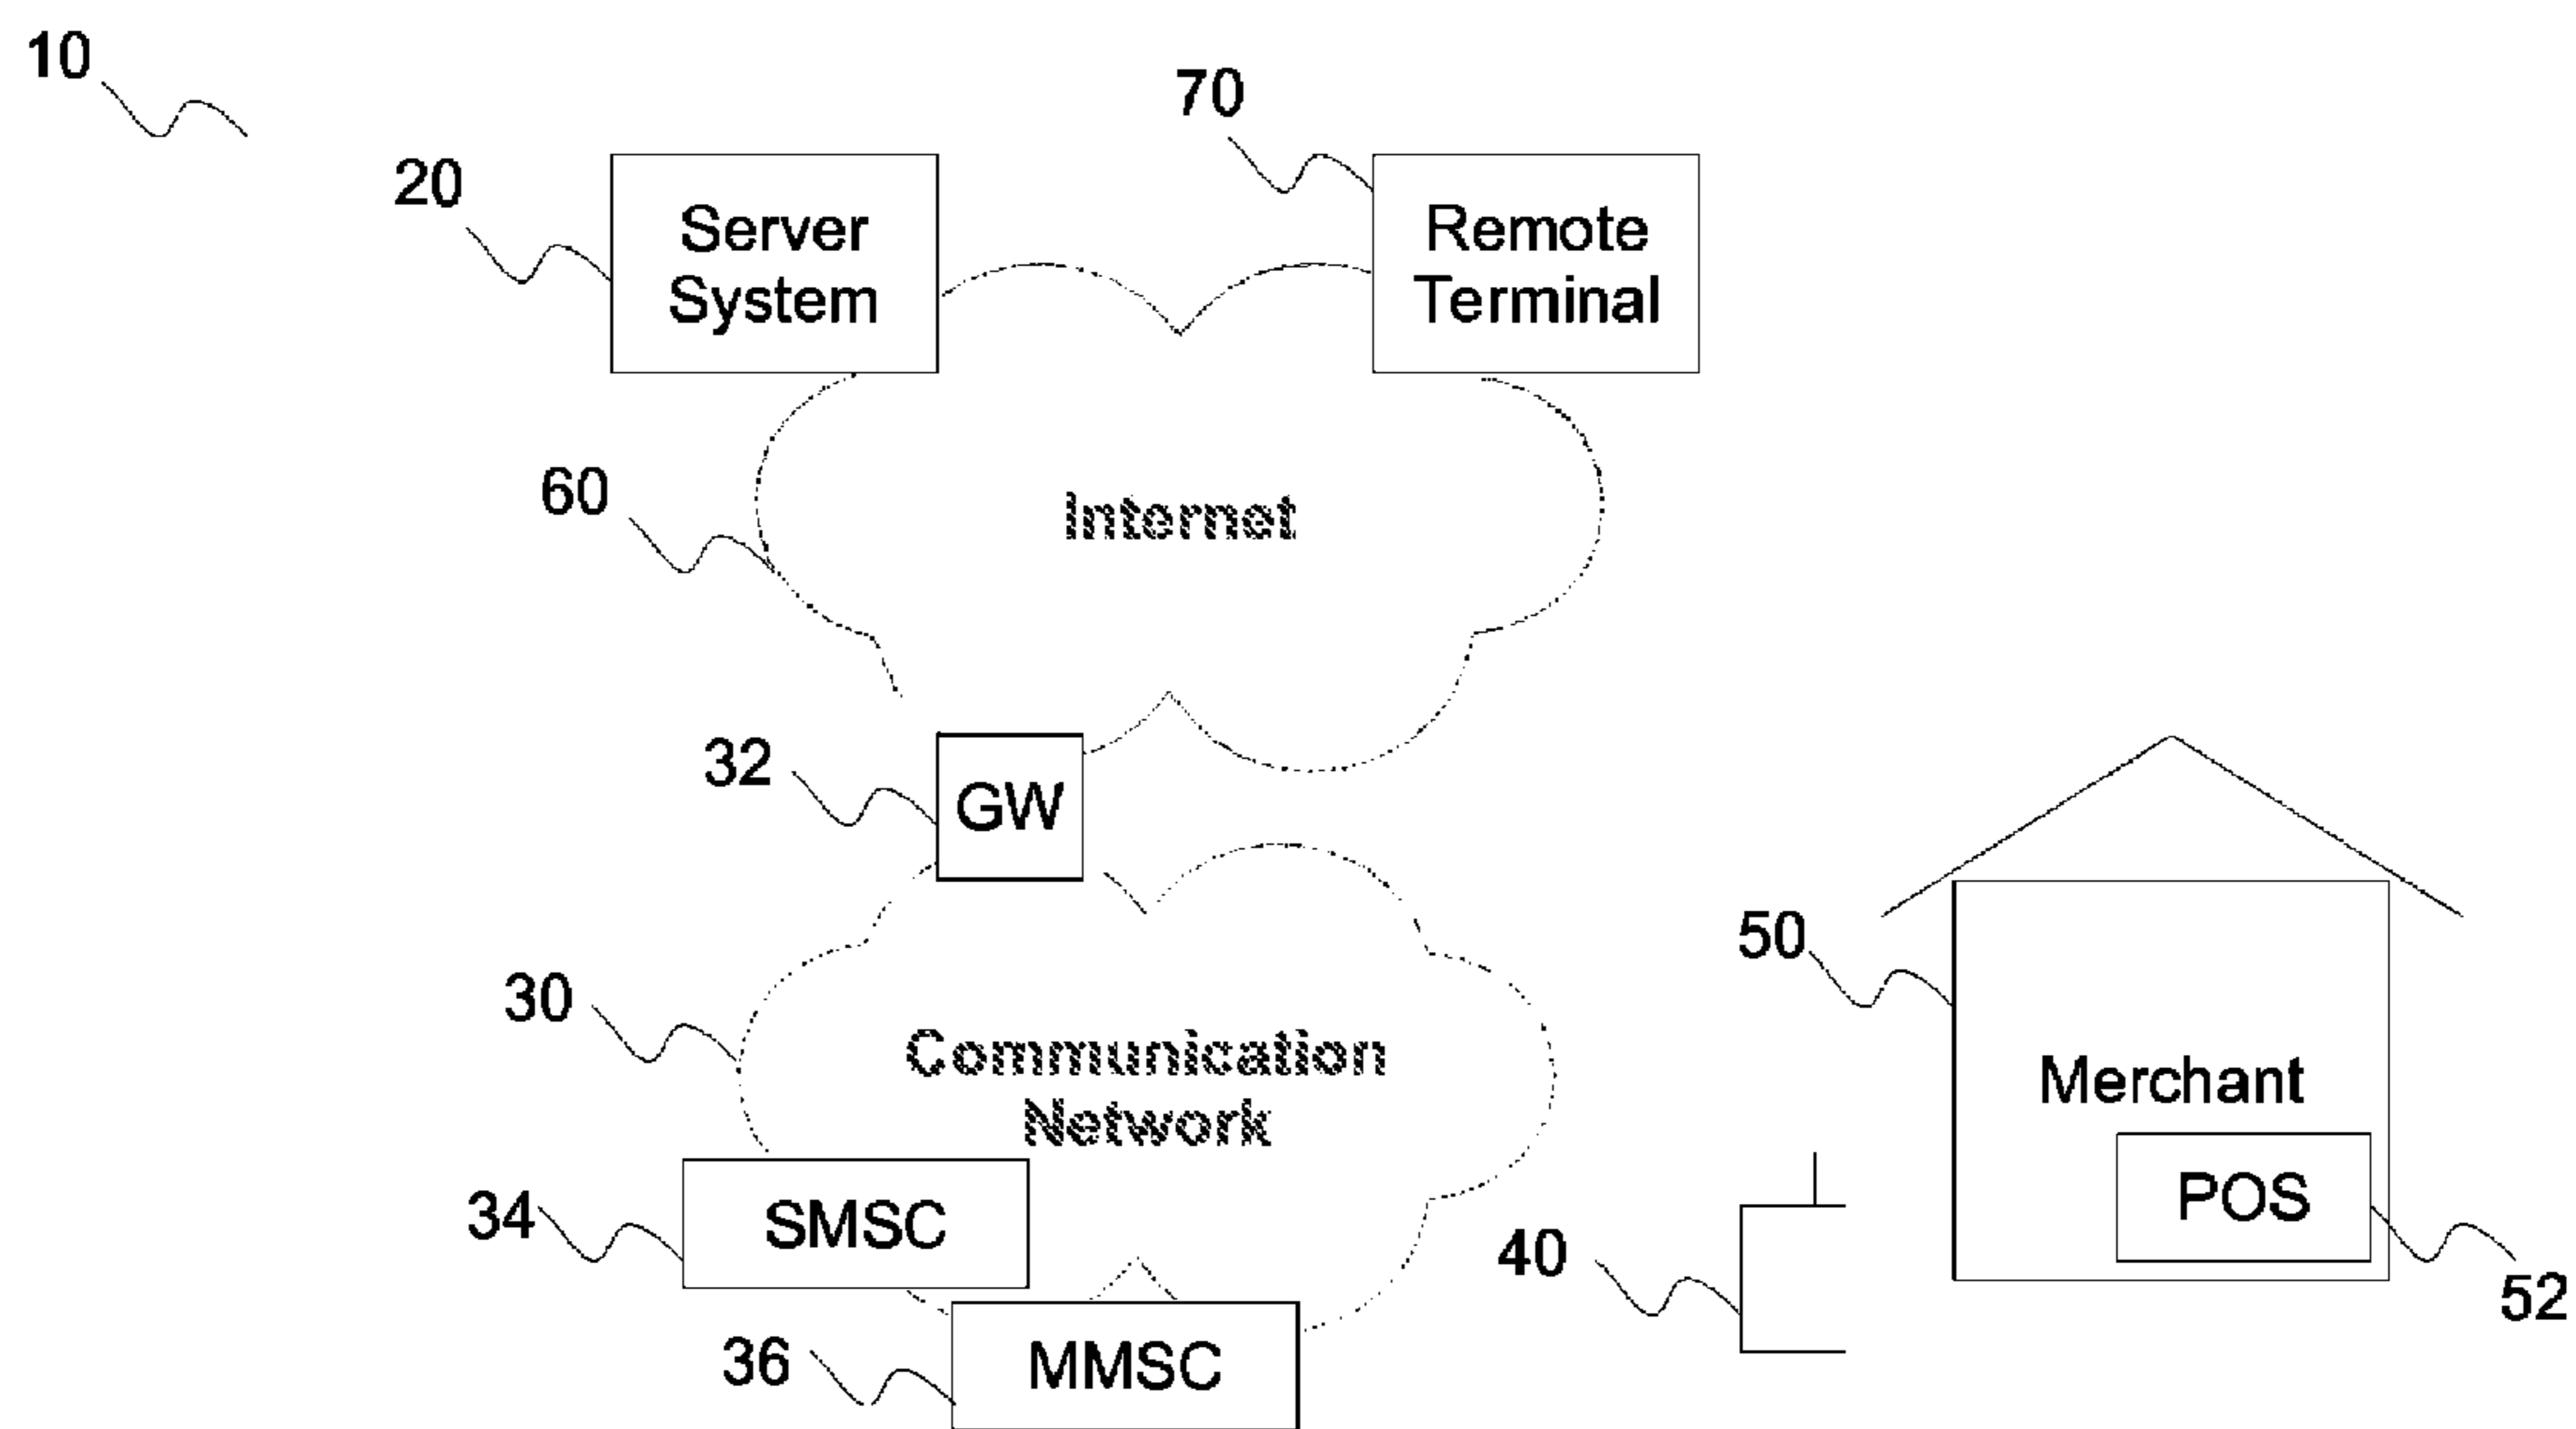 10
70
20
Server
System
Remote
Terminal
60
Internet
32
GW
50
30
Communication
Network
Merchant
34
SMSC
POS
40
52
36
MMSC